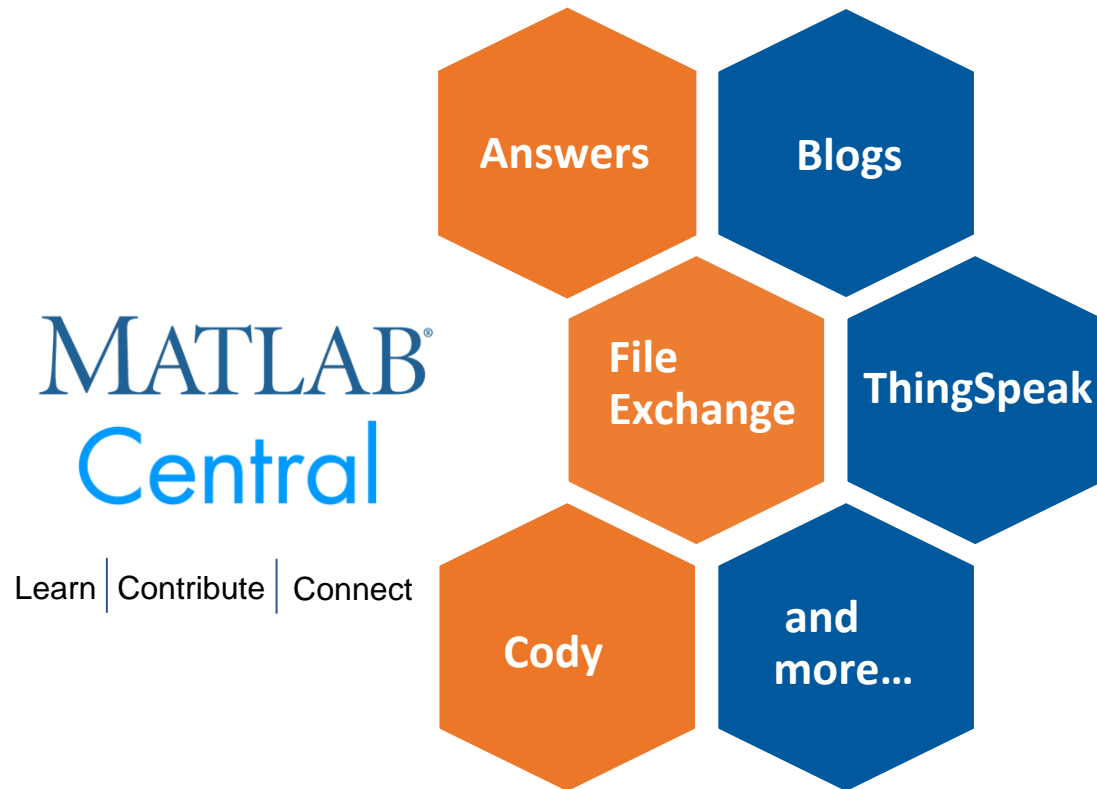 MATLAB®
Central
Learn Contribute Connect
Answers
Blogs
File
Exchange
ThingSpeak
Cody
and
more…